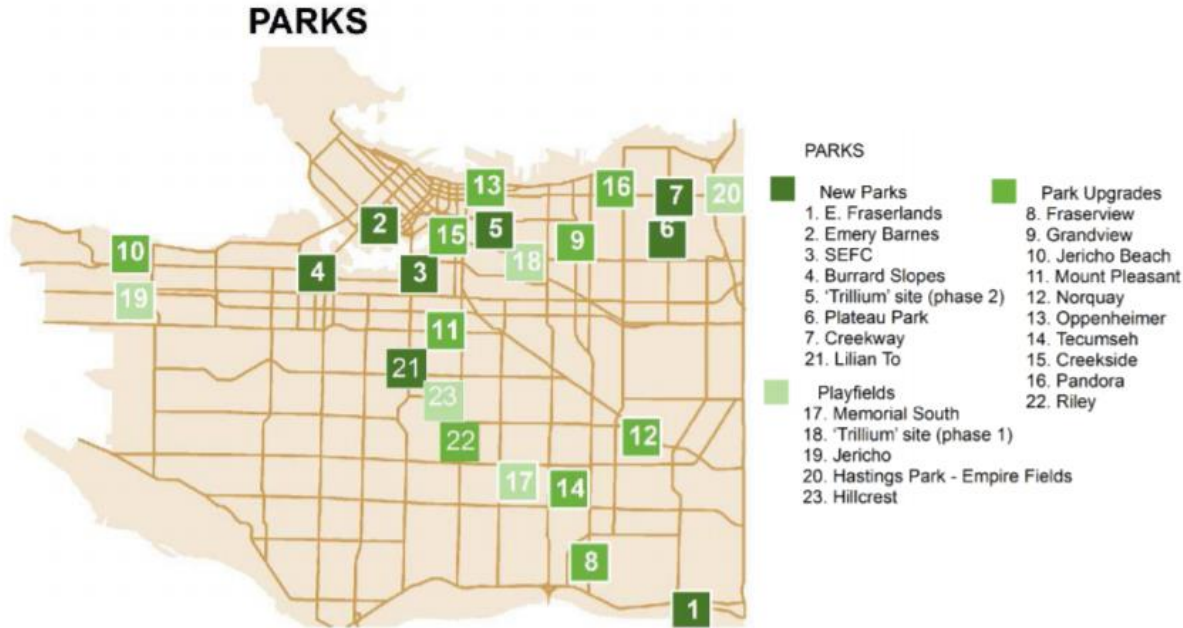 PARKS
13
16
7
20
2
15
5
9
6
10
18
4
3
19
11
21
23
22
12
17
14
8
1
PARKS
New Parks
1. E. Fraserlands
2. Emery Barnes
3. SEFC
4. Burrard Slopes
5. 'Trillium' site (phase 2)
6. Plateau Park
7. Creekway
21. Lilian To
Playfields
17. Memorial South
18. 'Trillium' site (phase 1)
19. Jericho
20. Hastings Park - Empire Fields
23. Hillcrest
Park Upgrades
8. Fraserview
9. Grandview
10. Jericho Beach
11. Mount Pleasant
12. Norquay
13. Oppenheimer
14. Tecumseh
15. Creekside
16. Pandora
22. Riley